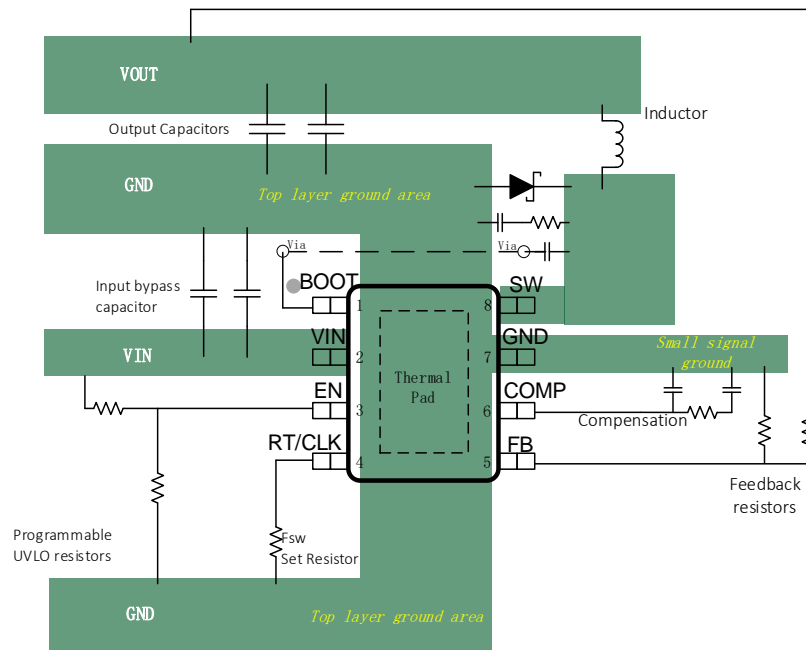 VOUT
Output Capacitors
Inductor
GND
Top layer ground area
Via
Via
BOOT
SW
1
8
Input bypass
capacitor
VIN
VIN
2
7
GND
Small signal
ground
Thermal
Pad
EN
3
6
COMP
Compensation
RT/CLK
4
5
FB
Feedback
resistors
Programmable
UVLO resistors
Fsw
Set Resistor
GND
Top layer ground area